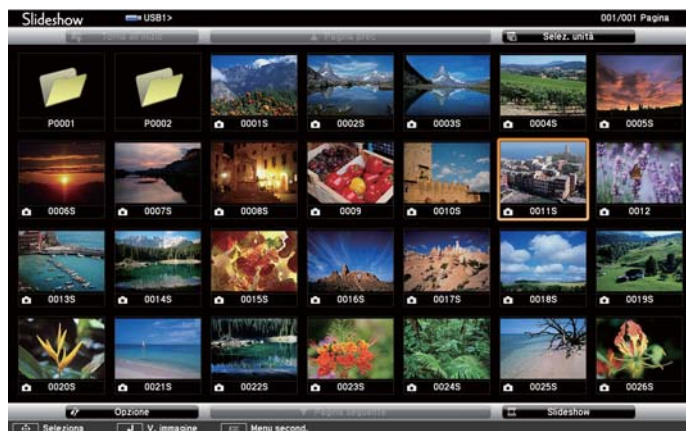 Slideshow USB1> 001/001 Pagina
Torna all'inizio Pagina prec. Selez. unità
P0001 P0002 0001S 0002S 0003S 0004S 0005S
0006S 0007S 0008S 0009 0010S 0011S 0012
0013S 0014S 0015S 0016S 0017S 0018S 0019S
0020S 0021S 0022S 0023S 0024S 0025S 0026S
Opzione Pagina seguente Slideshow
Seleziona V. immagine Menu second.